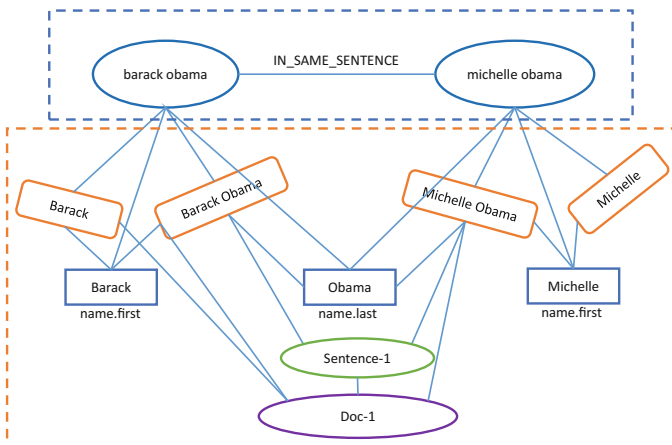 IN_SAME_SENTENCE
barack obama
michelle obama
Barack
Barack Obama
Michelle Obama
Michelle
Barack
Obama
Michelle
name.first
name.last
name.first
Sentence-1
Doc-1